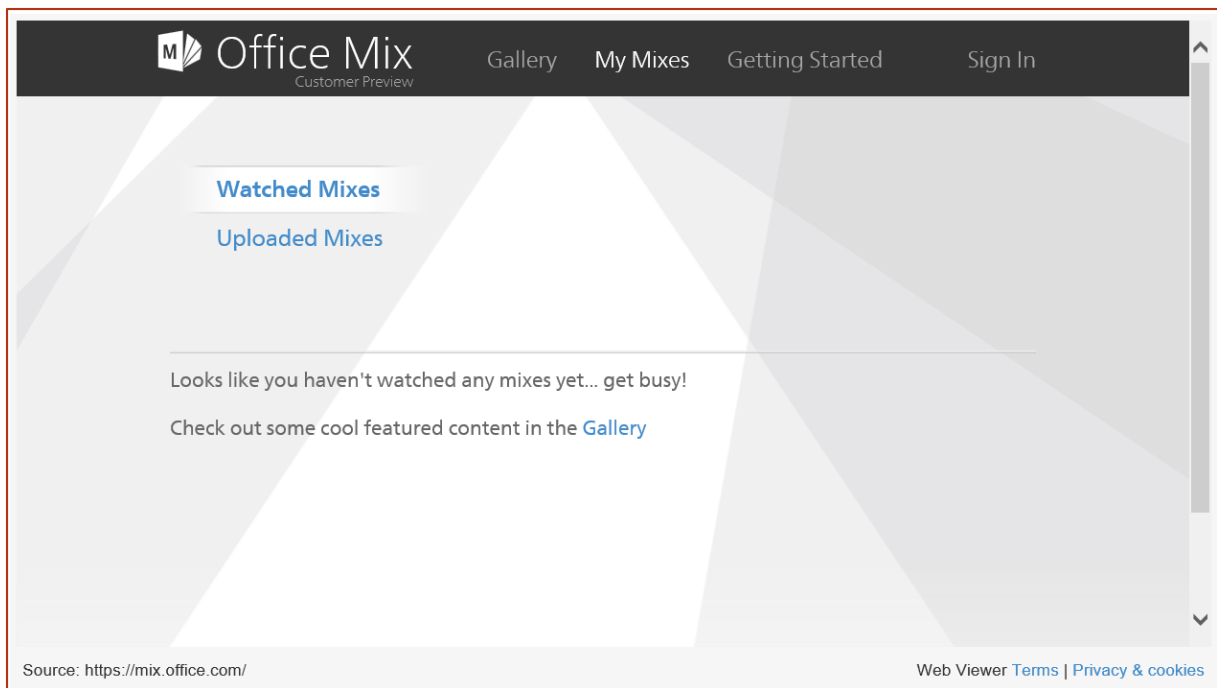 M Office Mix Gallery My Mixes Getting Started Sign In
Customer Preview
Watched Mixes
Uploaded Mixes
Looks like you haven't watched any mixes yet... get busy!
Check out some cool featured content in the Gallery
Source: https://mix.office.com/ Web Viewer Terms | Privacy & cookies